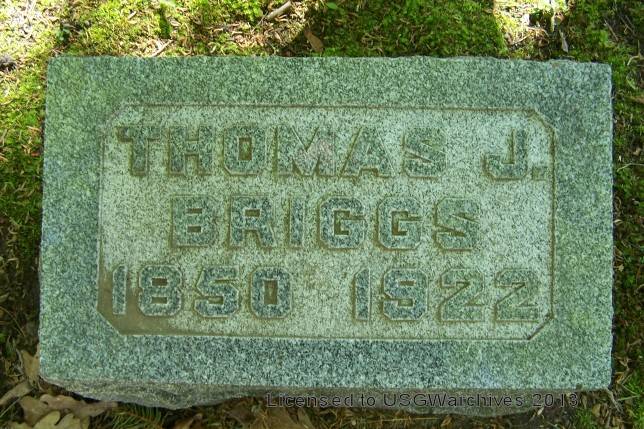 THOMAS J.
BRIGGS
1850 1922
Licensed to USGWarchives 2013